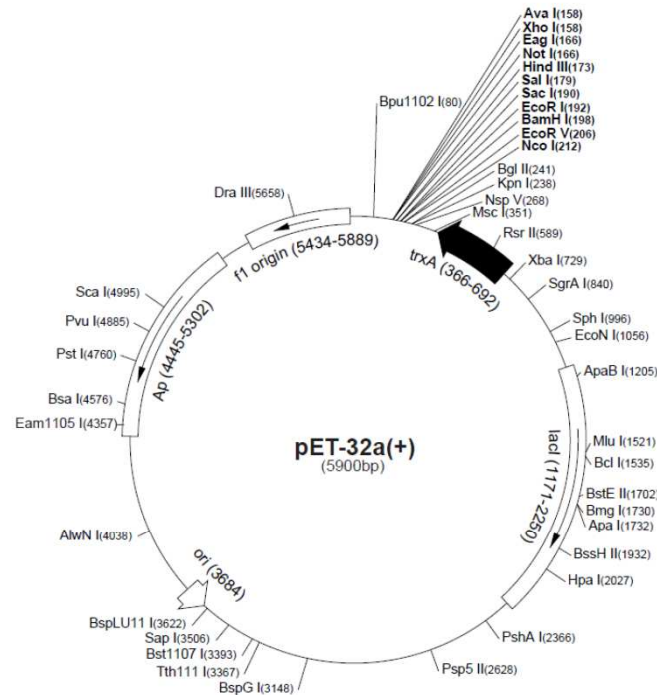 Ava I(158)
Xho I(158)
Eag I(166)
Not I(166)
Hind III(173)
Sal I(179)
Sac I(190)
EcoR I(192)
BamH I(198)
EcoR V(206)
Nco I(212)
Bpu1102 I(80)
Bgl II(241)
Kpn I(238)
Nsp V(268)
Msc I(351)
Rsr II(589)
Xba I(729)
SgrA I(840)
Sph I(996)
EcoN I(1056)
ApaB I(1205)
Mlu I(1521)
Bcl I(1535)
BstE II(1702)
Bmg I(1730)
Apa I(1732)
BssH II(1932)
Hpa I(2027)
PshA I(2366)
Psp5 II(2628)
BspG I(3148)
Tth111 I(3367)
Bst1107 I(3393)
Sap I(3506)
BspLU11 I(3622)
AlwN I(4038)
Eam1105 I(4357)
Bsa I(4576)
Pst I(4760)
Pvu I(4885)
Sca I(4995)
Dra III(5658)
f1 origin (5434-5889)
trxA (366-692)
Ap (4445-5302)
lacI (1171-2250)
ori (3684)
pET-32a(+)
(5900bp)